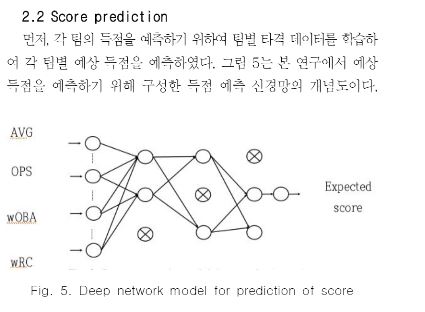 2.2 Score prediction
먼저, 각 팀의 득점을 예측하기 위하여 팀별 타격 데이터를 학습하
여 각 팀별 예상 득점을 예측하였다. 그림 5는 본 연구에서 예상
득점을 예측하기 위해 구성한 득점 예측 신경망의 개념도이다.
AVG
OPS
wOBA
wRC
Expected
score
Fig. 5. Deep network model for prediction of score